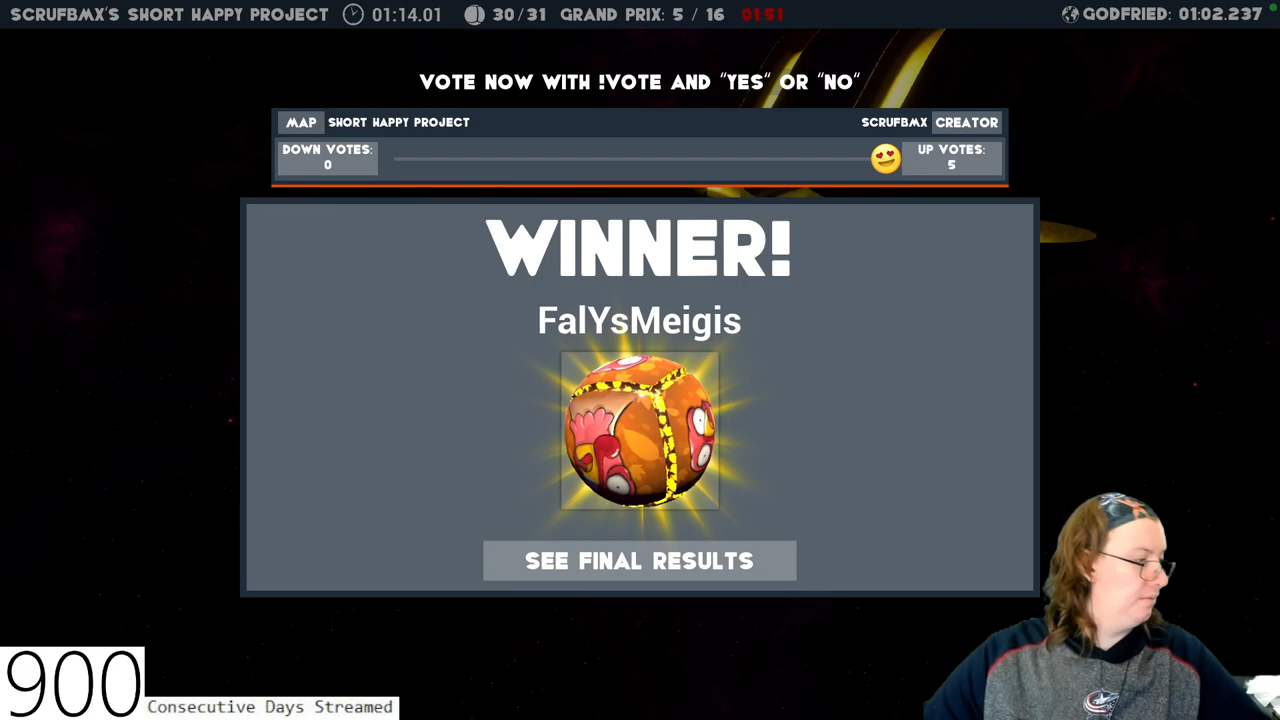 SCRUFBMX'S SHORT HAPPY PROJECT 01:14.01 30/31 GRAND PRIX: 5 / 16 01:51 GODFRIED: 01:02.237
VOTE NOW WITH !VOTE AND "YES" OR "NO"
MAP SHORT HAPPY PROJECT SCRUFBMX CREATOR
DOWN VOTES: UP VOTES:
0 5
WINNER!
FalYsMeigis
SEE FINAL RESULTS
900 Consecutive Days Streamed